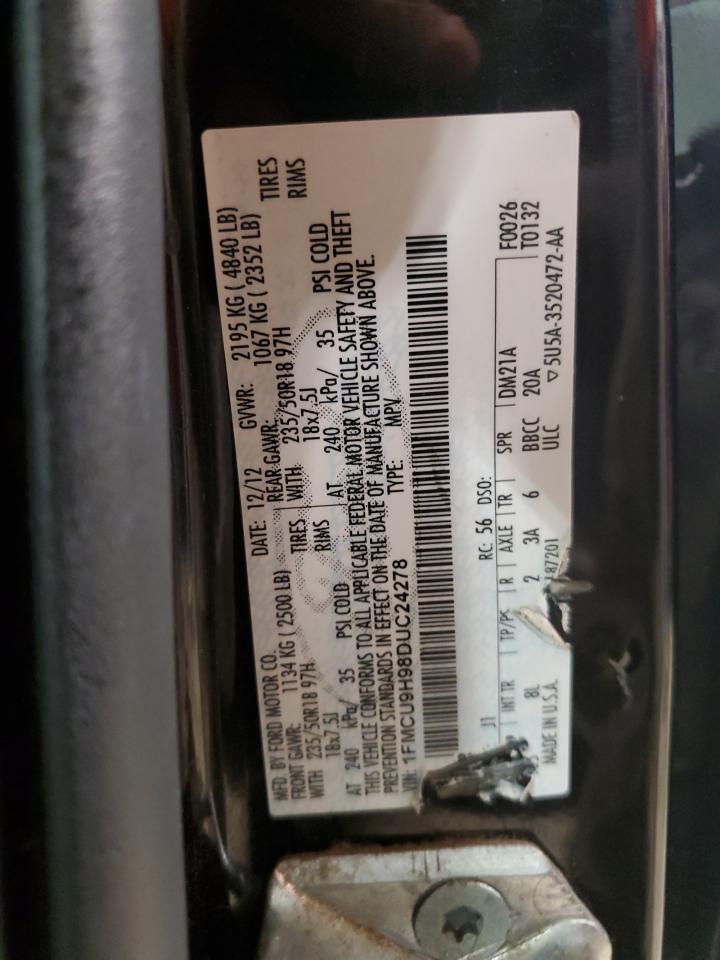 MFD. BY FORD MOTOR CO. DATE: 12/12 GVWR: 2195 KG ( 4840 LB)
FRONT GAWR: 1134 KG ( 2500 LB) REAR GAWR: 1067 KG ( 2352 LB)
WITH 235/50R18 97H TIRES WITH 235/50R18 97H TIRES
18x7.5J RIMS 18x7.5J RIMS
AT 240 kPa/ 35 PSI COLD AT 240 kPa/ 35 PSI COLD
THIS VEHICLE CONFORMS TO ALL APPLICABLE FEDERAL MOTOR VEHICLE SAFETY AND THEFT
PREVENTION STANDARDS IN EFFECT ON THE DATE OF MANUFACTURE SHOWN ABOVE.
VIN: 1FMCU9H98DUC24278 TYPE: MPV
J1 RC: 56 DSO:
INT TR TP/PS R AXLE TR SPR DM21A F0026
8L 2 3A 6 BBCC 20A T0132
MADE IN U.S.A. 187201 ULC ▽ 5U5A-3520472-AA